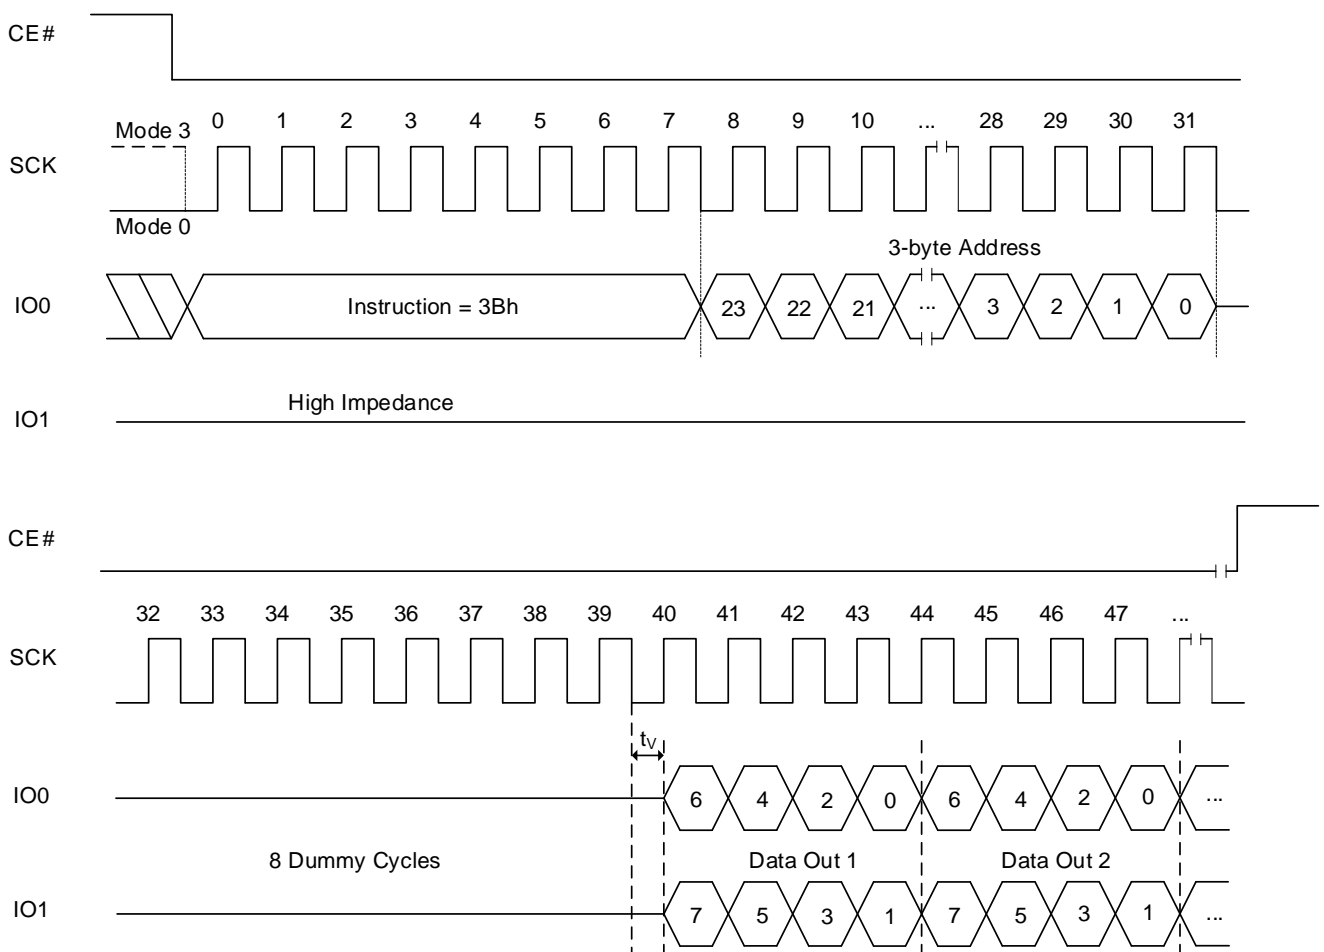 CE#
Mode 3 0 1 2 3 4 5 6 7 8 9 10 ... 28 29 30 31
SCK
Mode 0
3-byte Address
IO0 Instruction = 3Bh 23 22 21 ... 3 2 1 0
High Impedance
IO1
CE#
32 33 34 35 36 37 38 39 40 41 42 43 44 45 46 47 ...
SCK
tV
IO0 6 4 2 0 6 4 2 0 ...
8 Dummy Cycles Data Out 1 Data Out 2
IO1 7 5 3 1 7 5 3 1 ...